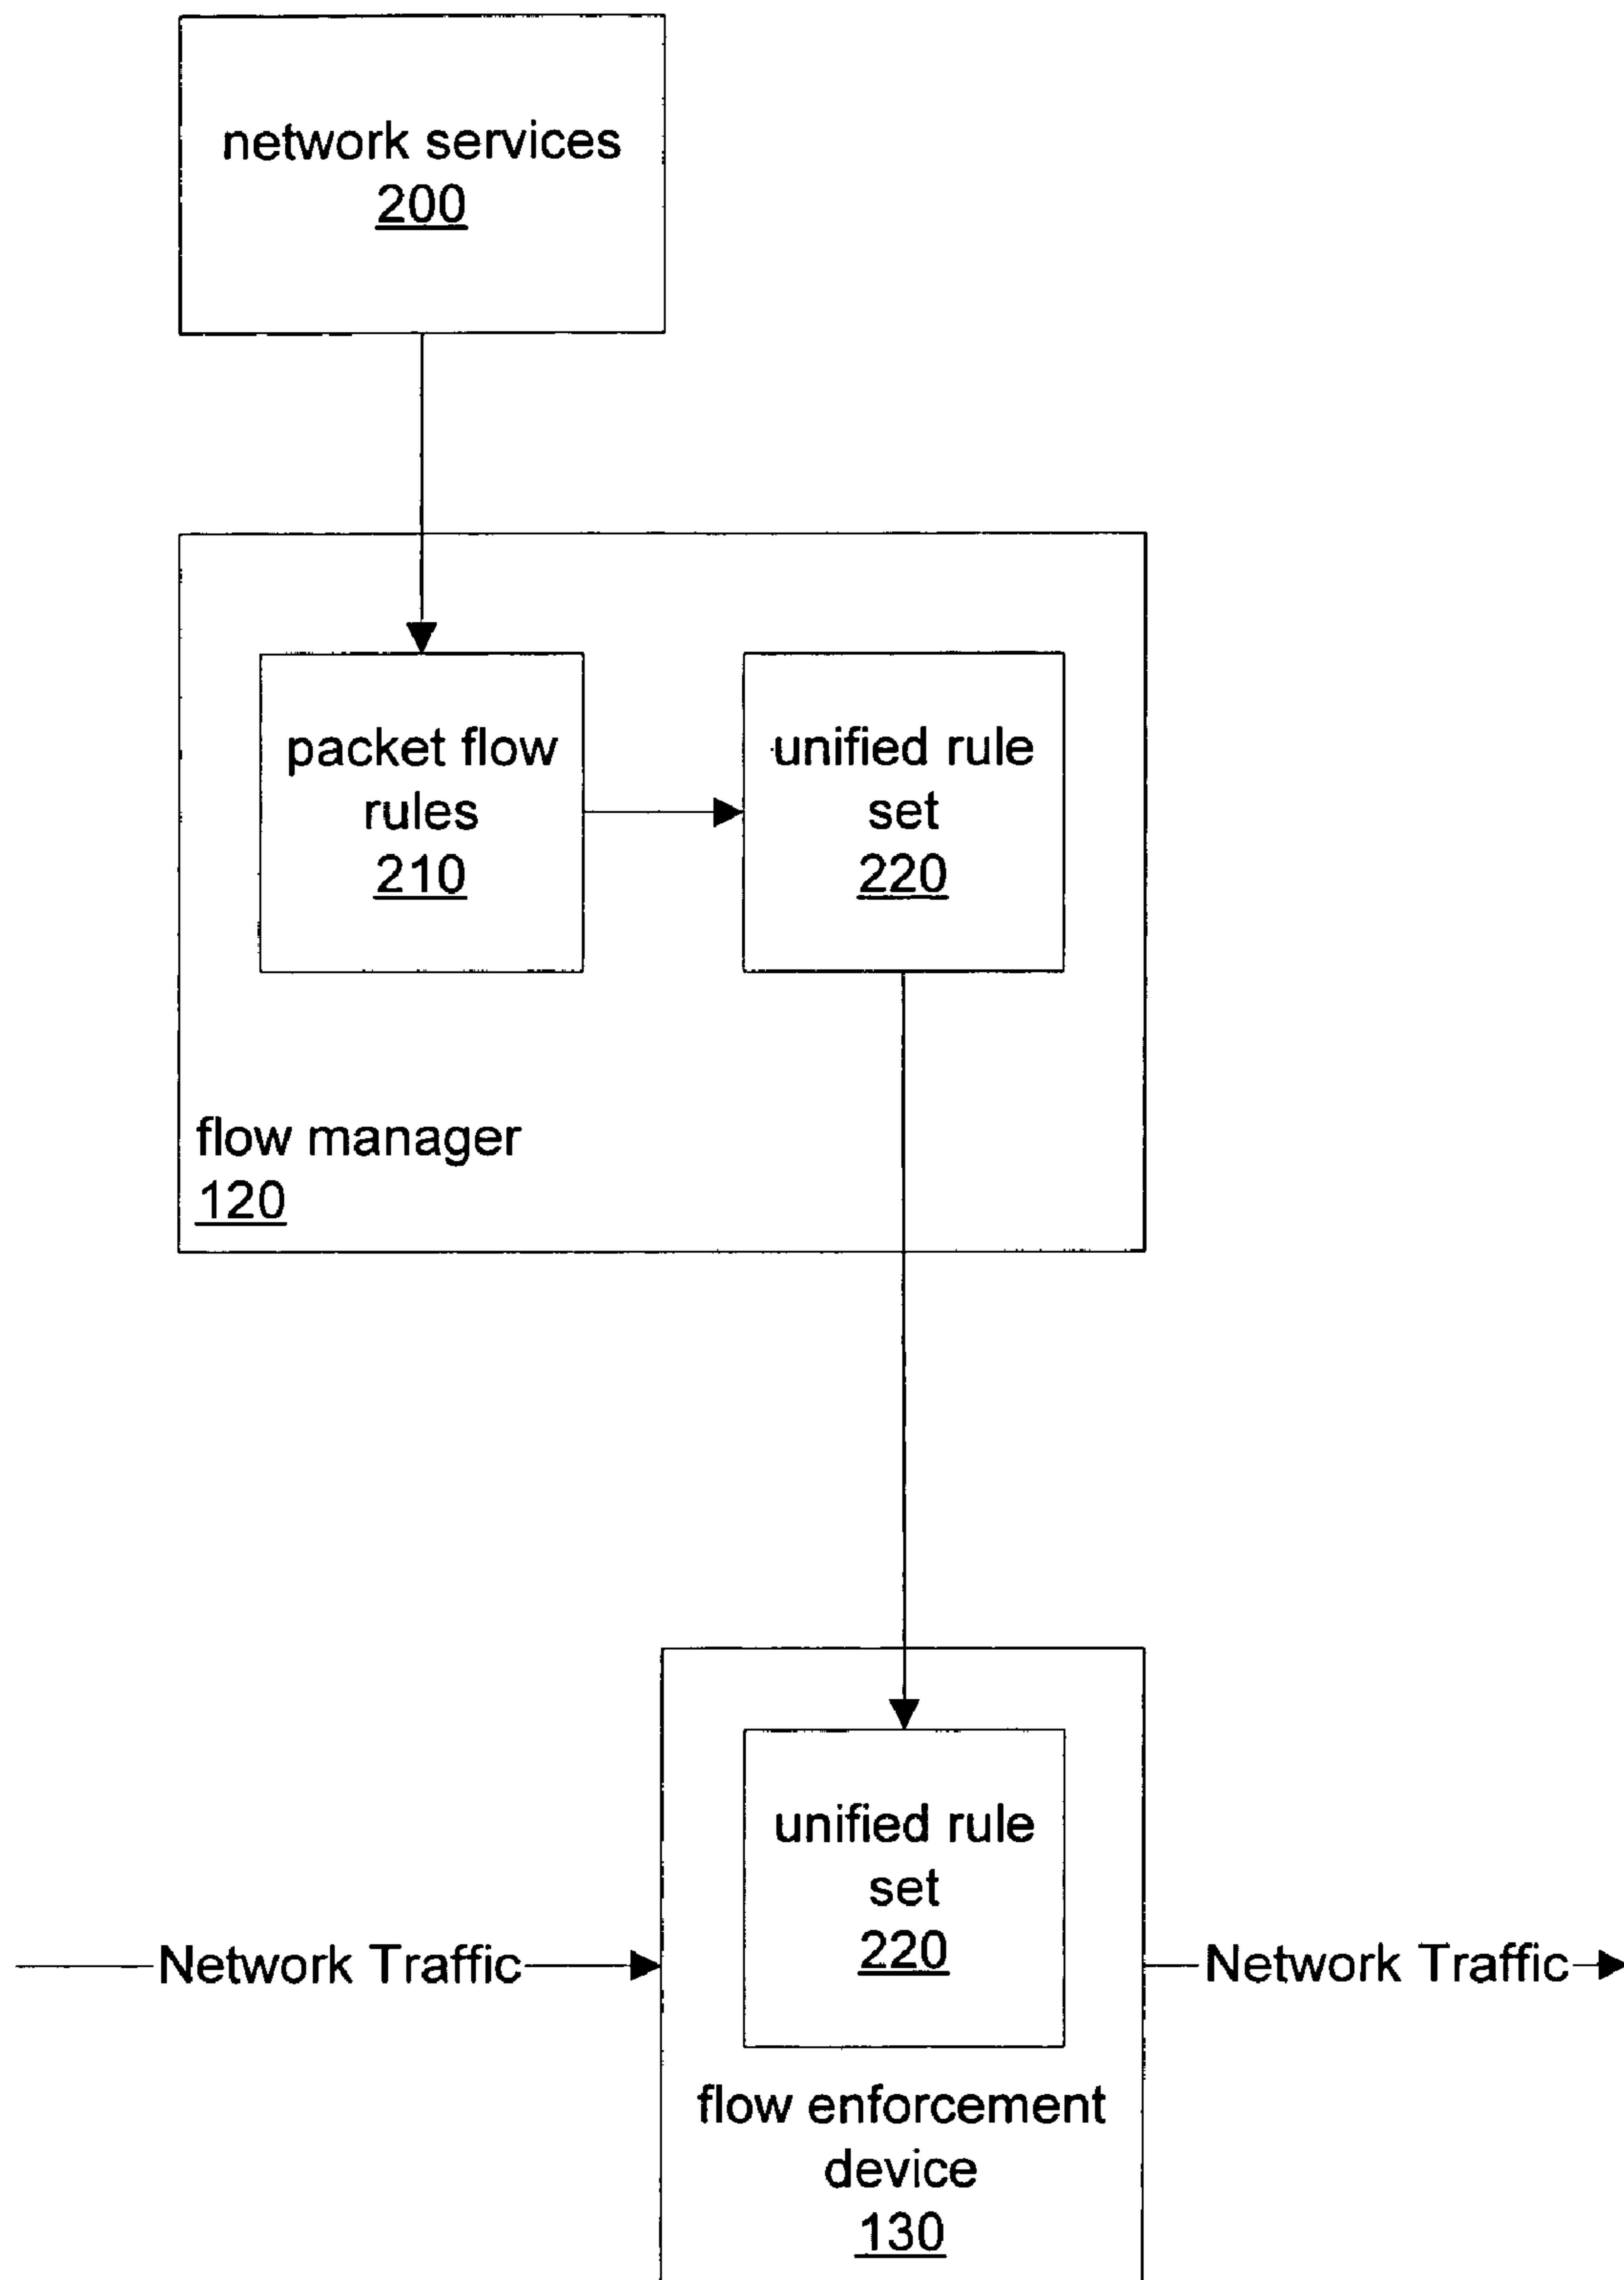 network services
200
packet flow
rules
210
unified rule
set
220
flow manager
120
unified rule
set
220
Network Traffic
Network Traffic
flow enforcement
device
130